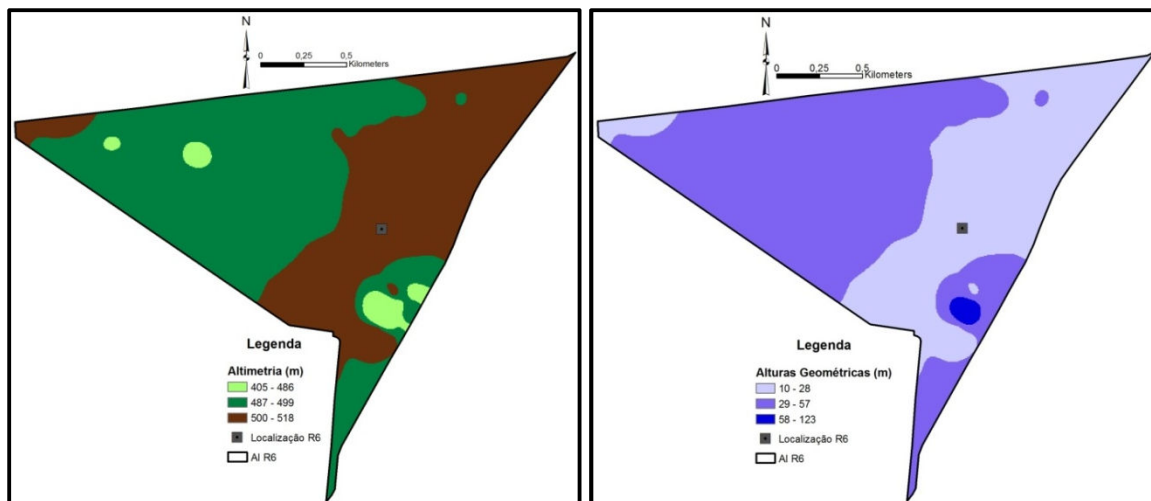 N
0 0,25 0,5
Kilometers
Legenda
Altimetria (m)
405 - 486
487 - 499
500 - 518
Localização R6
AI R6
N
0 0,25 0,5
Kilometers
Legenda
Alturas Geométricas (m)
10 - 28
29 - 57
58 - 123
Localização R6
AI R6